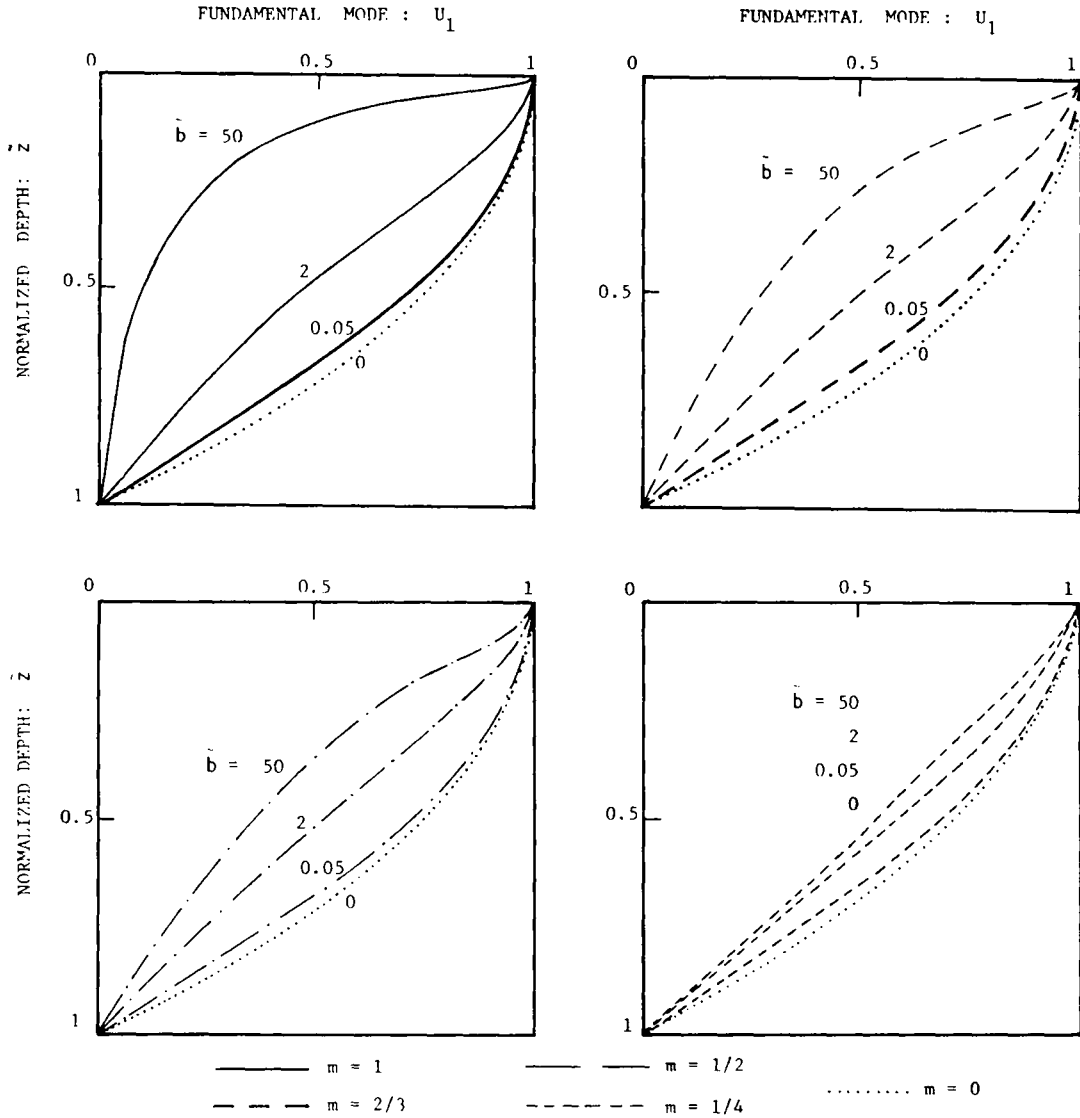 FUNDAMENTAL MODE : U1
FUNDAMENTAL MODE : U1
0 0.5 1
0 0.5 1
b̃ = 50
2
0.05
0
0.5
1
NORMALIZED DEPTH: z̃
b̃ = 50
2
0.05
0
0.5
0 0.5 1
0 0.5 1
b̃ = 50
2
0.05
0
0.5
1
NORMALIZED DEPTH: z̃
b̃ = 50
2
0.05
0
0.5
1
m = 1
m = 1/2
m = 0
m = 2/3
m = 1/4